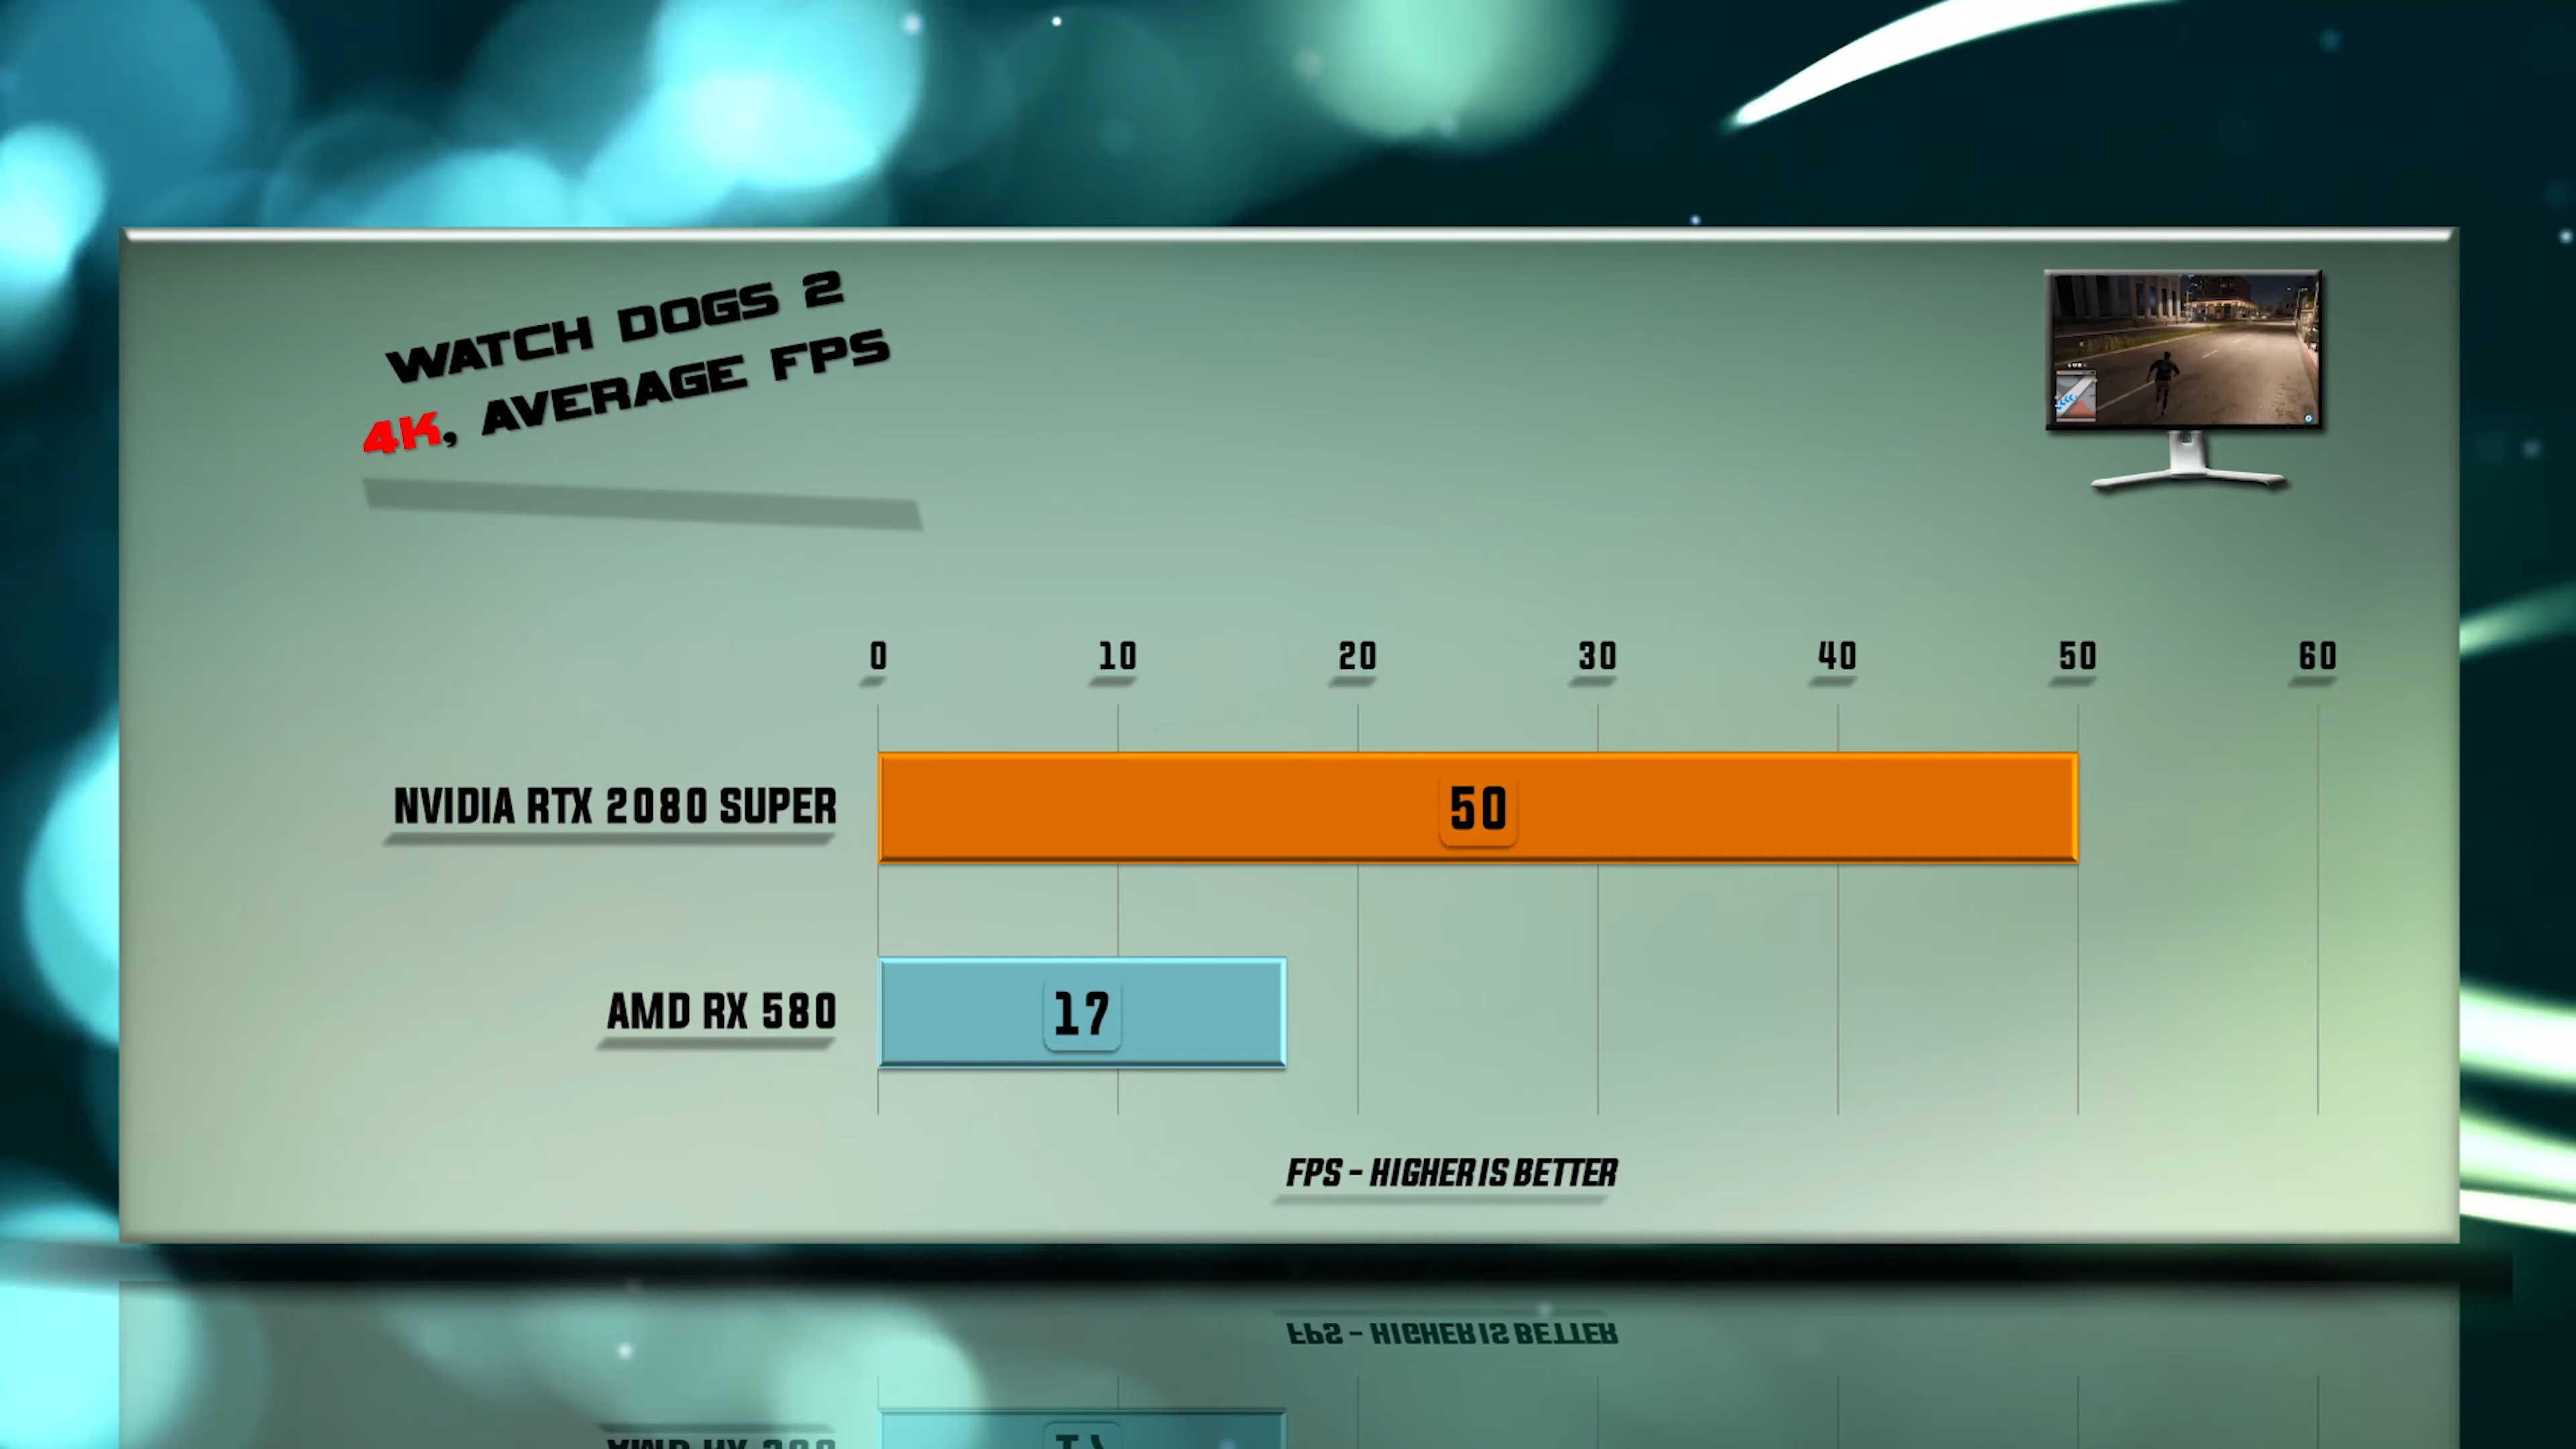 WATCH DOGS 2
4K, AVERAGE FPS
0 10 20 30 40 50 60
NVIDIA RTX 2080 SUPER 50
AMD RX 580 17
FPS - HIGHER IS BETTER